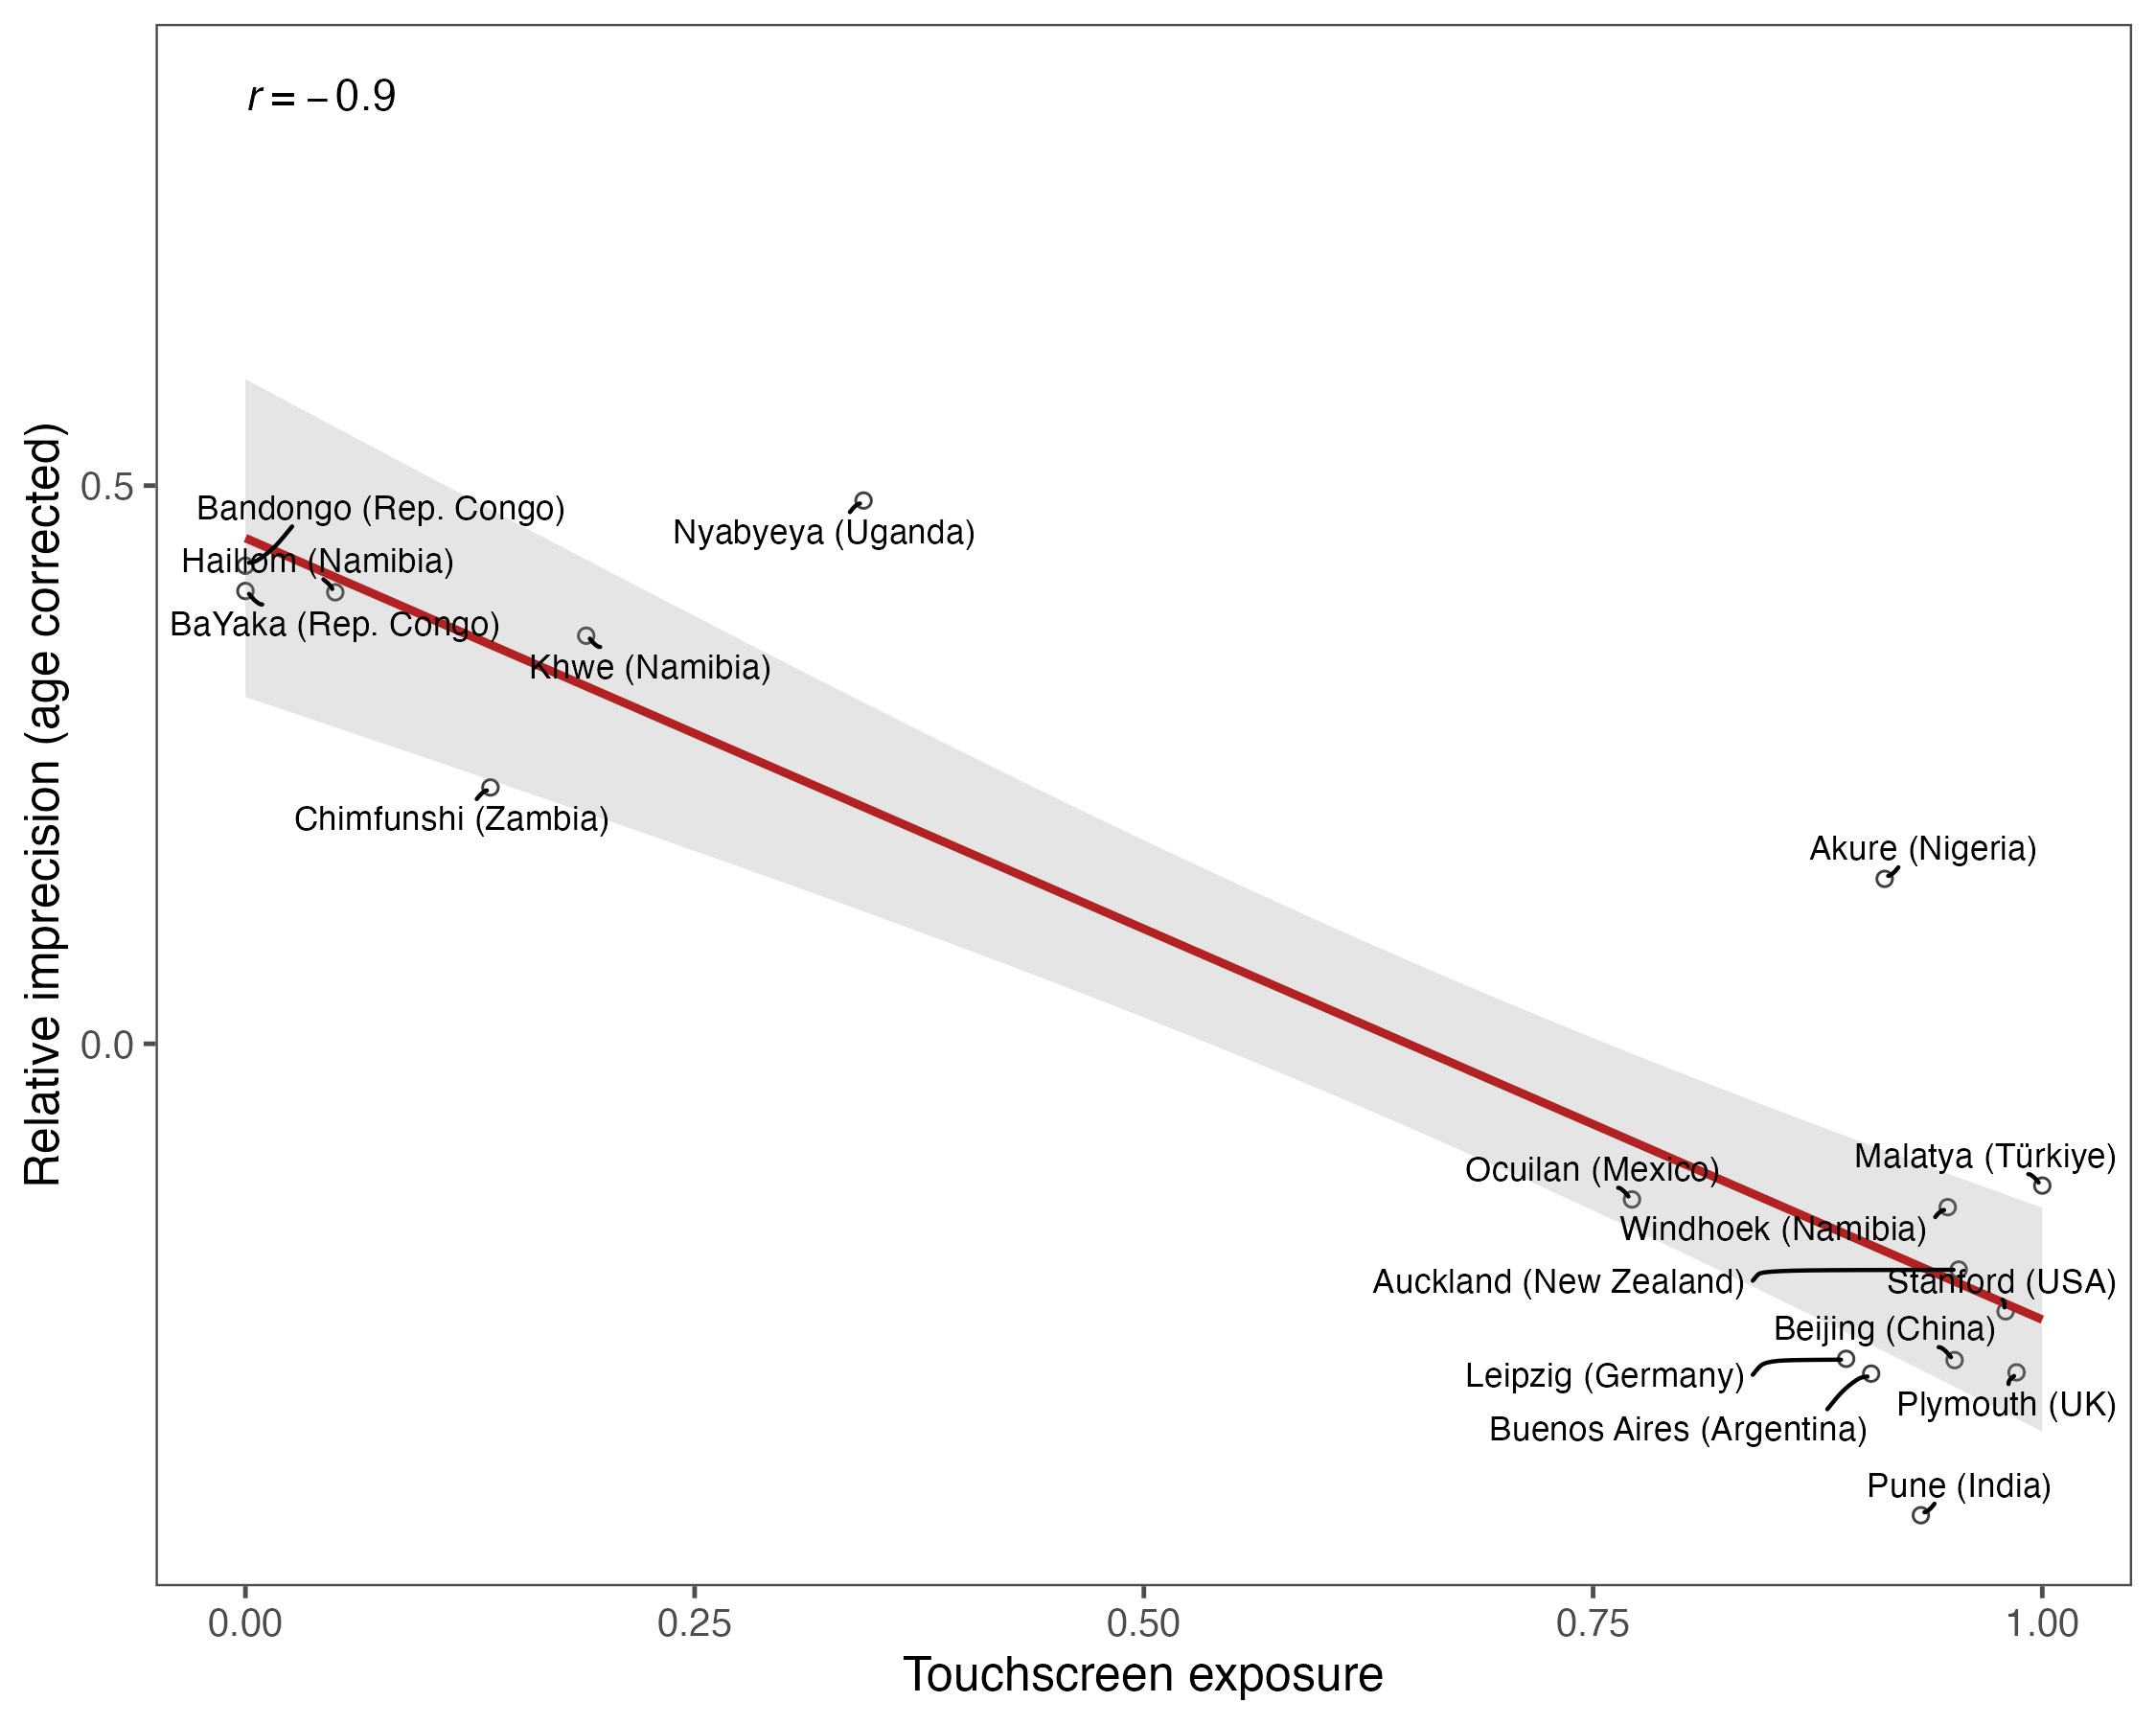 r = − 0.9
Relative imprecision (age corrected)
0.5
0.0
Bandongo (Rep. Congo)
Nyabyeya (Uganda)
Haiǁom (Namibia)
BaYaka (Rep. Congo)
Khwe (Namibia)
Chimfunshi (Zambia)
Akure (Nigeria)
Malatya (Türkiye)
Ocuilan (Mexico)
Windhoek (Namibia)
Auckland (New Zealand)
Stanford (USA)
Beijing (China)
Leipzig (Germany)
Plymouth (UK)
Buenos Aires (Argentina)
Pune (India)
0.00
0.25
0.50
0.75
1.00
Touchscreen exposure